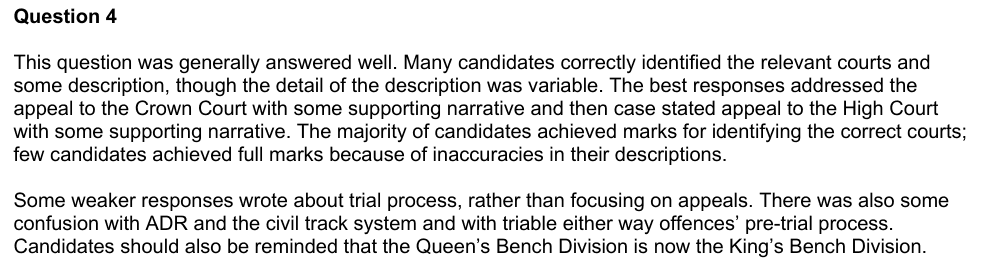 Question 4
This question was generally answered well. Many candidates correctly identified the relevant courts and
some description, though the detail of the description was variable. The best responses addressed the
appeal to the Crown Court with some supporting narrative and then case stated appeal to the High Court
with some supporting narrative. The majority of candidates achieved marks for identifying the correct courts;
few candidates achieved full marks because of inaccuracies in their descriptions.
Some weaker responses wrote about trial process, rather than focusing on appeals. There was also some
confusion with ADR and the civil track system and with triable either way offences’ pre-trial process.
Candidates should also be reminded that the Queen’s Bench Division is now the King’s Bench Division.